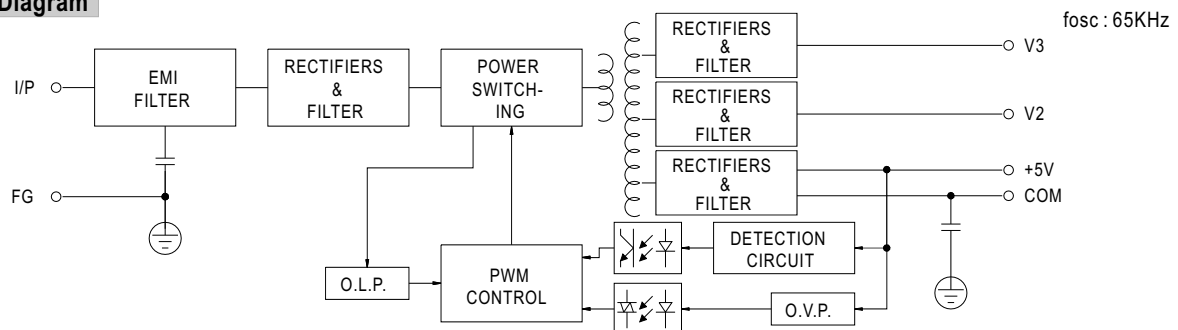 Diagram
fosc : 65KHz
I/P
EMI
FILTER
RECTIFIERS
&
FILTER
POWER
SWITCH-
ING
RECTIFIERS
&
FILTER
V3
RECTIFIERS
&
FILTER
V2
RECTIFIERS
&
FILTER
+5V
COM
FG
O.L.P.
PWM
CONTROL
DETECTION
CIRCUIT
O.V.P.